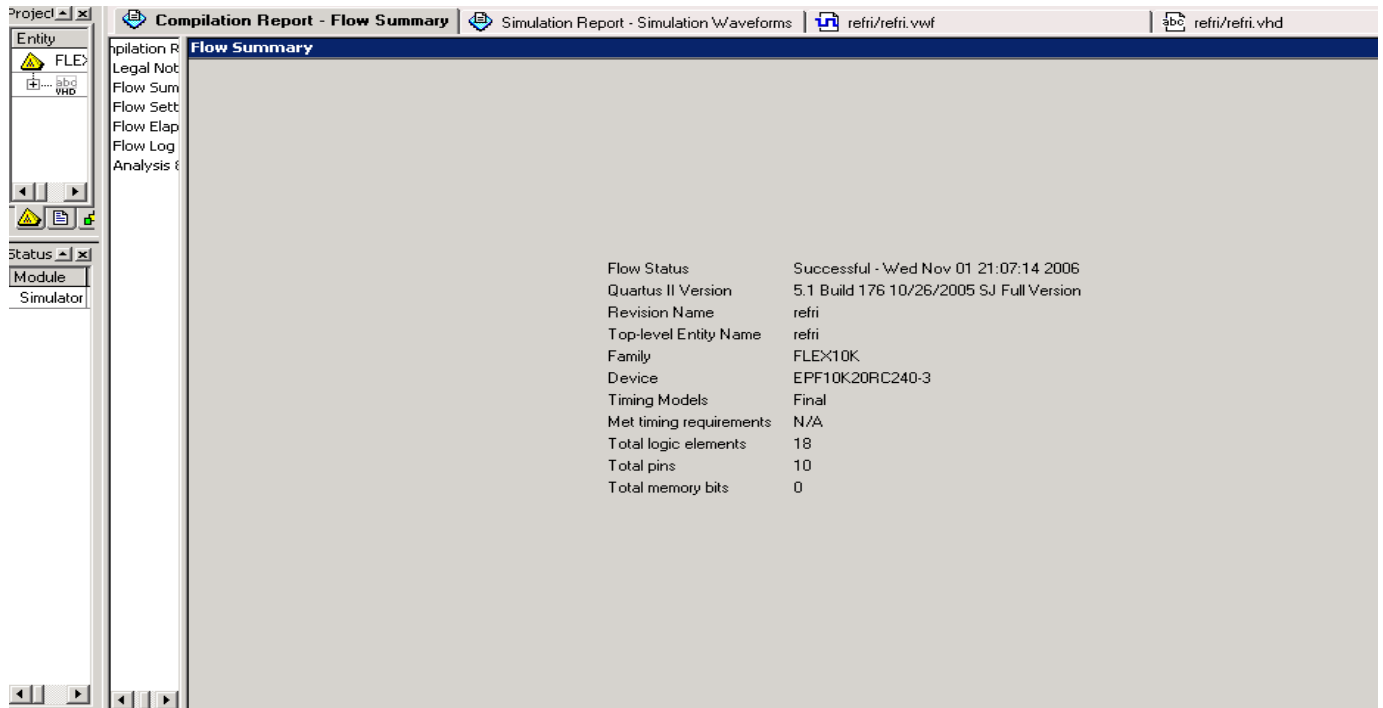 Project
Compilation Report - Flow Summary
Simulation Report - Simulation Waveforms
refri/refri.vwf
abc refri/refri.vhd
Entity
FLEX
abc
VHD
npilation R
Legal Not
Flow Sum
Flow Sett
Flow Elap
Flow Log
Analysis &
Flow Summary
Status
Module
Simulator
Flow Status Successful - Wed Nov 01 21:07:14 2006
Quartus II Version 5.1 Build 176 10/26/2005 SJ Full Version
Revision Name refri
Top-level Entity Name refri
Family FLEX10K
Device EPF10K20RC240-3
Timing Models Final
Met timing requirements N/A
Total logic elements 18
Total pins 10
Total memory bits 0